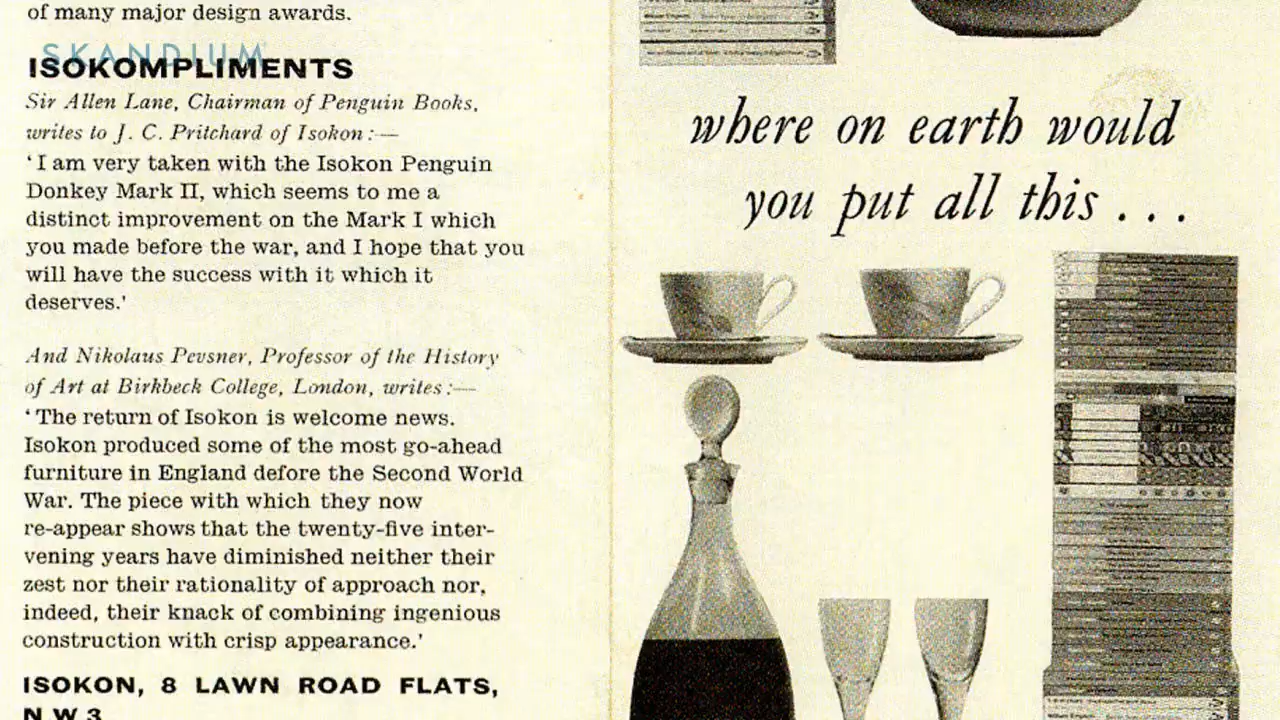 of many major design awards.
SKANDIUM
ISOKOMPLIMENTS
Sir Allen Lane, Chairman of Penguin Books,
writes to J. C. Pritchard of Isokon:—
‘I am very taken with the Isokon Penguin
Donkey Mark II, which seems to me a
distinct improvement on the Mark I which
you made before the war, and I hope that you
will have the success with it which it
deserves.’
And Nikolaus Pevsner, Professor of the History
of Art at Birkbeck College, London, writes:—
‘The return of Isokon is welcome news.
Isokon produced some of the most go-ahead
furniture in England defore the Second World
War. The piece with which they now
re-appear shows that the twenty-five inter-
vening years have diminished neither their
zest nor their rationality of approach nor,
indeed, their knack of combining ingenious
construction with crisp appearance.’
ISOKON, 8 LAWN ROAD FLATS,
N W 3
where on earth would
you put all this . . .